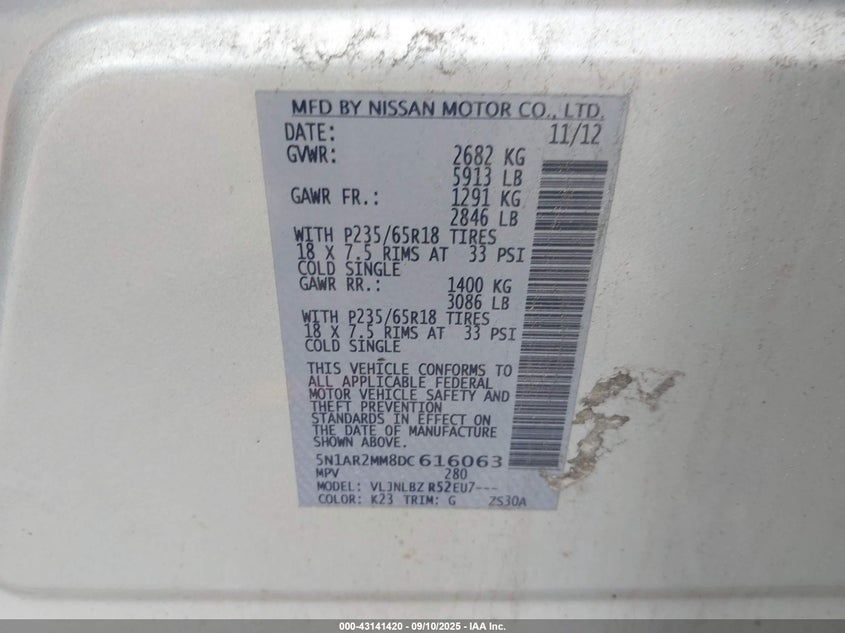 MFD BY NISSAN MOTOR CO., LTD.
DATE: 11/12
GVWR: 2682 KG
5913 LB
GAWR FR.: 1291 KG
2846 LB
WITH P235/65R18 TIRES
18 X 7.5 RIMS AT 33 PSI
COLD SINGLE
GAWR RR.: 1400 KG
3086 LB
WITH P235/65R18 TIRES
18 X 7.5 RIMS AT 33 PSI
COLD SINGLE
THIS VEHICLE CONFORMS TO
ALL APPLICABLE FEDERAL
MOTOR VEHICLE SAFETY AND
THEFT PREVENTION
STANDARDS IN EFFECT ON
THE DATE OF MANUFACTURE
SHOWN ABOVE.
5N1AR2MM8DC616063
MPV 280
MODEL: VLJNLBZ R52EU7---
COLOR: K23 TRIM: G ZS30A
000-43141420 - 09/10/2025 - IAA Inc.